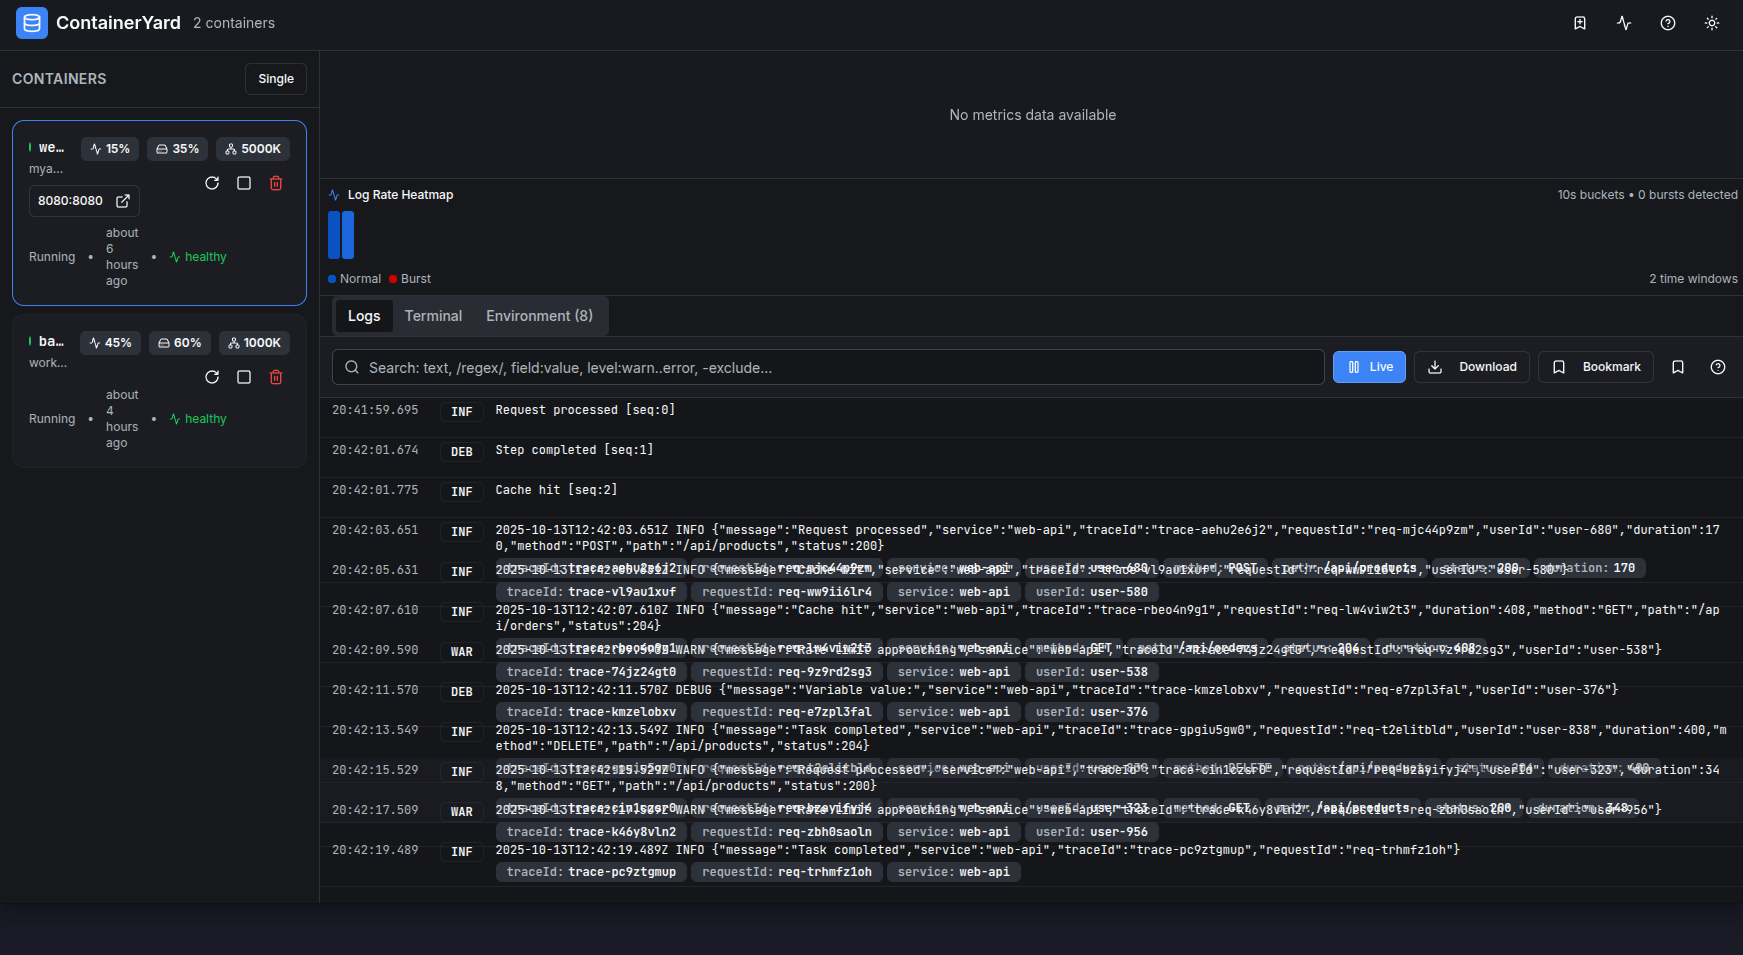 ContainerYard 2 containers
CONTAINERS Single
we... 15% 35% 5000K
mya...
8080:8080
Running • about 6 hours ago • healthy
ba... 45% 60% 1000K
work...
Running • about 4 hours ago • healthy
No metrics data available
Log Rate Heatmap 10s buckets • 0 bursts detected
Normal Burst 2 time windows
Logs Terminal Environment (8)
Search: text, /regex/, field:value, level:warn..error, -exclude... Live Download Bookmark
20:41:59.695 INF Request processed [seq:0]
20:42:01.674 DEB Step completed [seq:1]
20:42:01.775 INF Cache hit [seq:2]
20:42:03.651 INF 2025-10-13T12:42:03.651Z INFO {"message":"Request processed","service":"web-api","traceId":"trace-aehu2e6j2","requestId":"req-mjc44p9zm","userId":"user-680","duration":17
0,"method":"POST","path":"/api/products","status":200}
20:42:05.631 INF
duration: 170
traceId: trace-vl9au1xuf requestId: req-ww9ii6lr4 service: web-api userId: user-580
20:42:07.610 INF 2025-10-13T12:42:07.610Z INFO {"message":"Cache hit","service":"web-api","traceId":"trace-rbeo4n9g1","requestId":"req-lw4viw2t3","duration":408,"method":"GET","path":"/ap
i/orders","status":204}
20:42:09.590 WAR
traceId: trace-74jz24gt0 requestId: req-9z9rd2sg3 service: web-api userId: user-538
20:42:11.570 DEB 2025-10-13T12:42:11.570Z DEBUG {"message":"Variable value:","service":"web-api","traceId":"trace-kmzelobxv","requestId":"req-e7zpl3fal","userId":"user-376"}
traceId: trace-kmzelobxv requestId: req-e7zpl3fal service: web-api userId: user-376
20:42:13.549 INF 2025-10-13T12:42:13.549Z INFO {"message":"Task completed","service":"web-api","traceId":"trace-gpgiu5gw0","requestId":"req-t2elitbld","userId":"user-838","duration":400,"m
ethod":"DELETE","path":"/api/products","status":204}
20:42:15.529 INF
8,"method":"GET","path":"/api/products","status":200}
20:42:17.509 WAR
traceId: trace-k46y8vln2 requestId: req-zbh0saoln service: web-api userId: user-956
20:42:19.489 INF 2025-10-13T12:42:19.489Z INFO {"message":"Task completed","service":"web-api","traceId":"trace-pc9ztgmup","requestId":"req-trhmfz1oh"}
traceId: trace-pc9ztgmup requestId: req-trhmfz1oh service: web-api